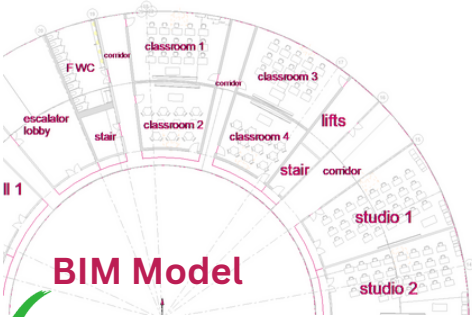 classroom 1
corridor
F WC
classroom 3
corridor
escalator
lobby
classroom 2
lifts
stair
classroom 4
stair
corridor
ll 1
studio 1
BIM Model
studio 2